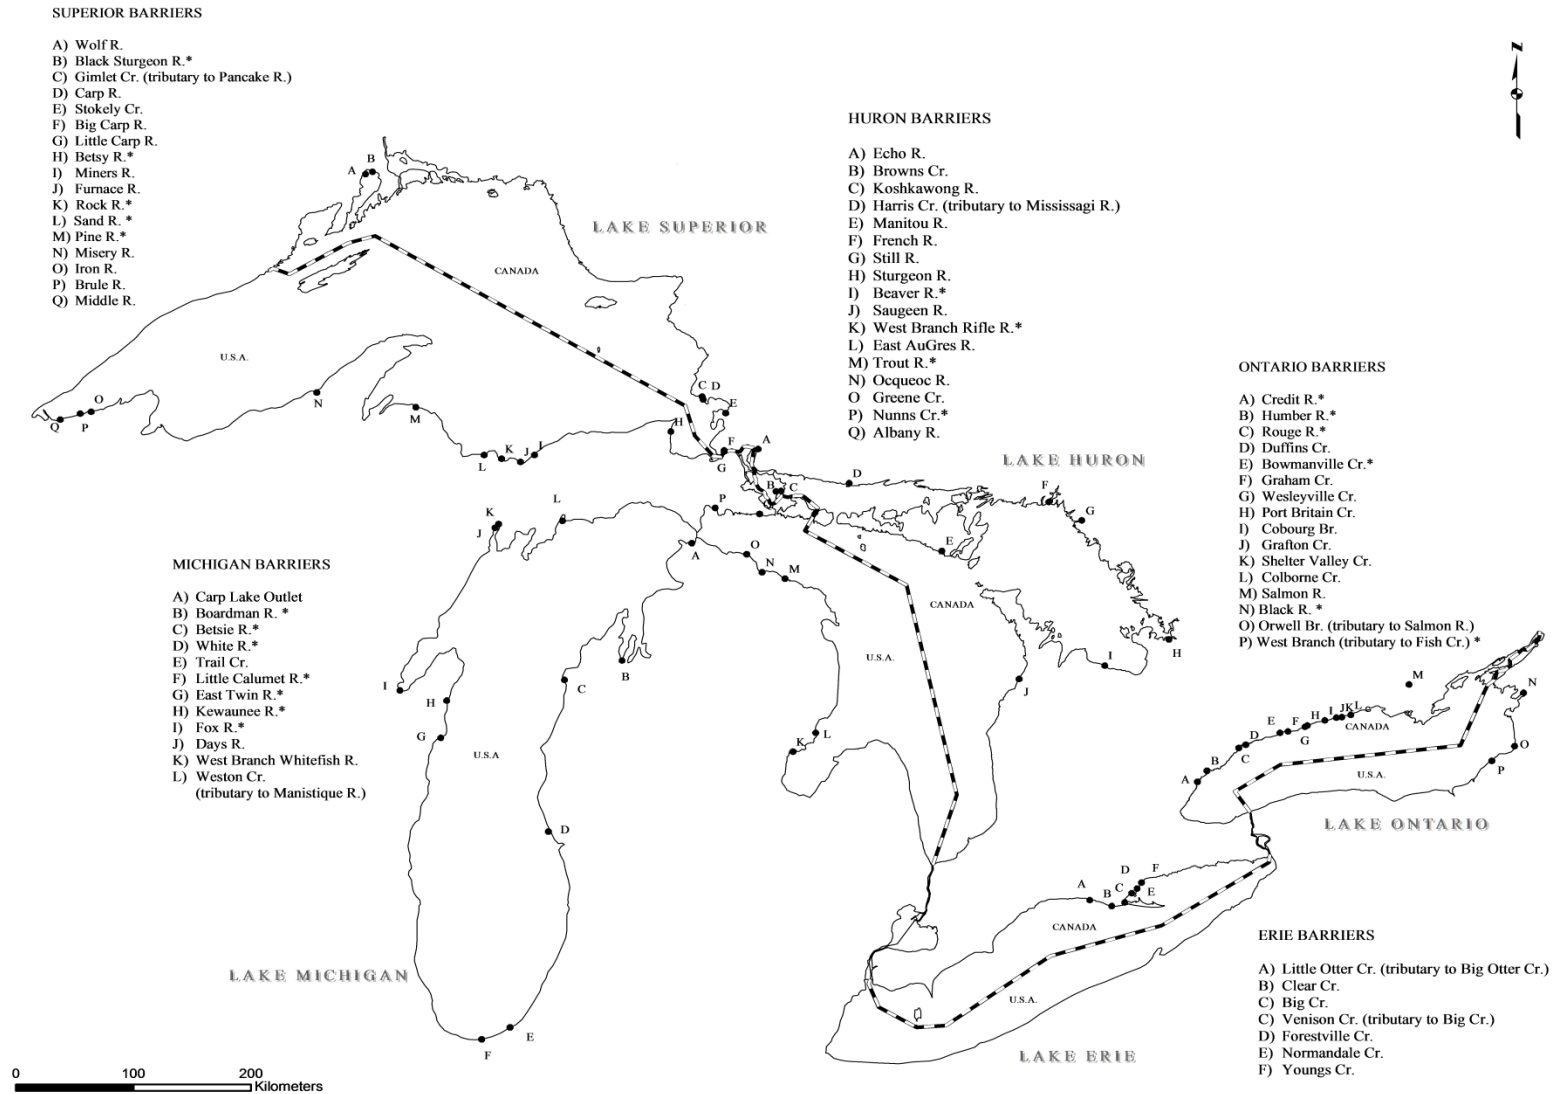 SUPERIOR BARRIERS
A) Wolf R.
B) Black Sturgeon R.*
C) Gimlet Cr. (tributary to Pancake R.)
D) Carp R.
E) Stokely Cr.
F) Big Carp R.
G) Little Carp R.
H) Betsy R.*
I) Miners R.
J) Furnace R.
K) Rock R.*
L) Sand R. *
M) Pine R.*
N) Misery R.
O) Iron R.
P) Brule R.
Q) Middle R.
N
HURON BARRIERS
A) Echo R.
B) Browns Cr.
C) Koshkawong R.
D) Harris Cr. (tributary to Mississagi R.)
E) Manitou R.
F) French R.
G) Still R.
H) Sturgeon R.
I) Beaver R.*
J) Saugeen R.
K) West Branch Rifle R.*
L) East AuGres R.
M) Trout R.*
N) Ocqueoc R.
O Greene Cr.
P) Nunns Cr.*
Q) Albany R.
ONTARIO BARRIERS
A) Credit R.*
B) Humber R.*
C) Rouge R.*
D) Duffins Cr.
E) Bowmanville Cr.*
F) Graham Cr.
G) Wesleyville Cr.
H) Port Britain Cr.
I) Cobourg Br.
J) Grafton Cr.
K) Shelter Valley Cr.
L) Colborne Cr.
M) Salmon R.
N) Black R. *
O) Orwell Br. (tributary to Salmon R.)
P) West Branch (tributary to Fish Cr.) *
MICHIGAN BARRIERS
A) Carp Lake Outlet
B) Boardman R. *
C) Betsie R.*
D) White R.*
E) Trail Cr.
F) Little Calumet R.*
G) East Twin R.*
H) Kewaunee R.*
I) Fox R.*
J) Days R.
K) West Branch Whitefish R.
L) Weston Cr.
(tributary to Manistique R.)
ERIE BARRIERS
A) Little Otter Cr. (tributary to Big Otter Cr.)
B) Clear Cr.
C) Big Cr.
C) Venison Cr. (tributary to Big Cr.)
D) Forestville Cr.
E) Normandale Cr.
F) Youngs Cr.
LAKE SUPERIOR
CANADA
U.S.A.
A
B
C
D
E
F
G
H
I
J
K
L
M
N
O
P
Q
LAKE HURON
CANADA
U.S.A.
A
B
C
D
E
F
G
H
I
J
K
L
M
N
O
P
LAKE MICHIGAN
U.S.A
A
B
C
D
E
F
G
H
I
J
K
L
LAKE ONTARIO
CANADA
U.S.A.
A
B
C
D
E
F
G
H
I
J
K
L
M
N
O
P
LAKE ERIE
CANADA
U.S.A.
A
B
C
D
E
F
0 100 200
Kilometers